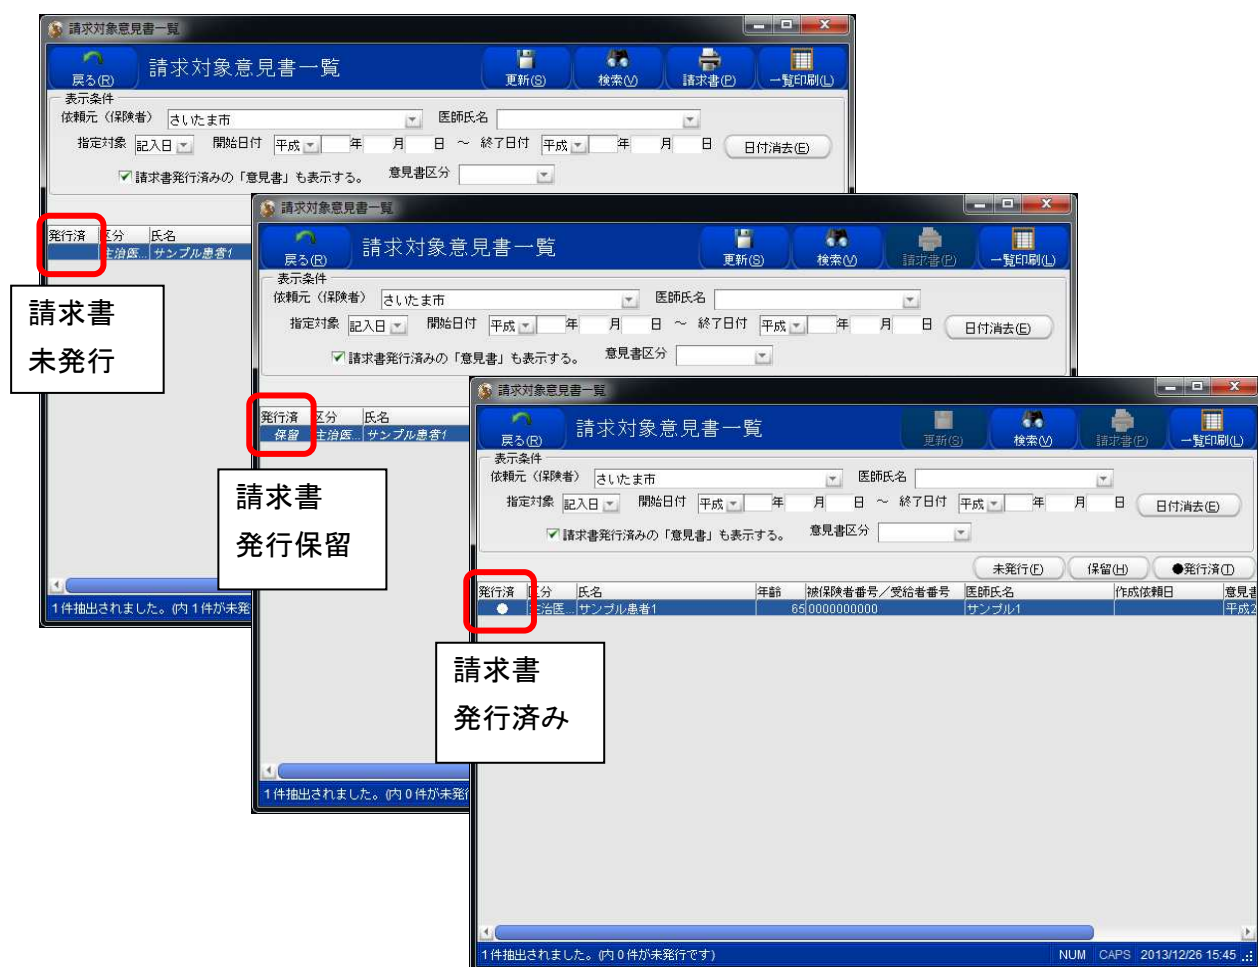 請求対象意見書一覧
戻る(R)
請求対象意見書一覧
更新(S)
検索(V)
請求書(P)
一覧印刷(L)
表示条件
依頼元（保険者） さいたま市 医師氏名
指定対象 記入日 開始日付 平成 年 月 日 ～ 終了日付 平成 年 月 日 日付消去(E)
請求書発行済みの「意見書」も表示する。 意見書区分
発行済 区分 氏名
主治医... サンプル患者1
請求書
未発行
1件抽出されました。(内1件が未発
請求対象意見書一覧
戻る(R)
請求対象意見書一覧
更新(S)
検索(V)
請求書(P)
一覧印刷(L)
表示条件
依頼元（保険者） さいたま市 医師氏名
指定対象 記入日 開始日付 平成 年 月 日 ～ 終了日付 平成 年 月 日 日付消去(E)
請求書発行済みの「意見書」も表示する。 意見書区分
発行済 区分 氏名
保留 主治医... サンプル患者1
請求書
発行保留
1件抽出されました。(内0件が未発行
請求対象意見書一覧
戻る(R)
請求対象意見書一覧
更新(S)
検索(V)
請求書(P)
一覧印刷(L)
表示条件
依頼元（保険者） さいたま市 医師氏名
指定対象 記入日 開始日付 平成 年 月 日 ～ 終了日付 平成 年 月 日 日付消去(E)
請求書発行済みの「意見書」も表示する。 意見書区分
未発行(F) 保留(H) ●発行済(T)
発行済 区分 氏名 年齢 被保険者番号／受給者番号 医師氏名 作成依頼日 意見書
● 主治医... サンプル患者1 65 0000000000 サンプル1 平成2
請求書
発行済み
1件抽出されました。(内0件が未発行です) NUM CAPS 2013/12/26 15:45